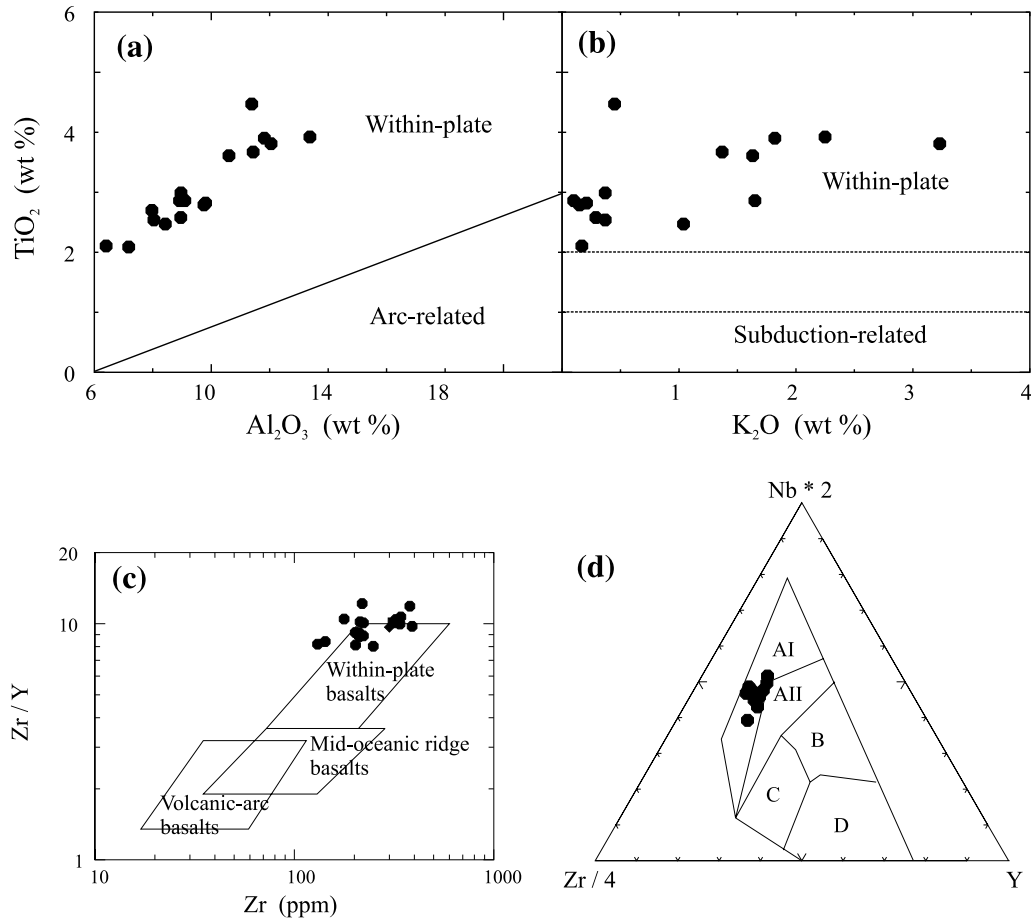 (a)
(b)
6
4
2
0
TiO₂ (wt %)
Within-plate
Arc-related
Within-plate
Subduction-related
6 10 14 18
1 2 3 4
Al₂O₃ (wt %)
K₂O (wt %)
(c)
20
10
1
Zr / Y
Within-plate
basalts
Mid-oceanic ridge
basalts
Volcanic-arc
basalts
10 100 1000
Zr (ppm)
(d)
Nb * 2
AI
AII
B
C
D
Zr / 4
Y